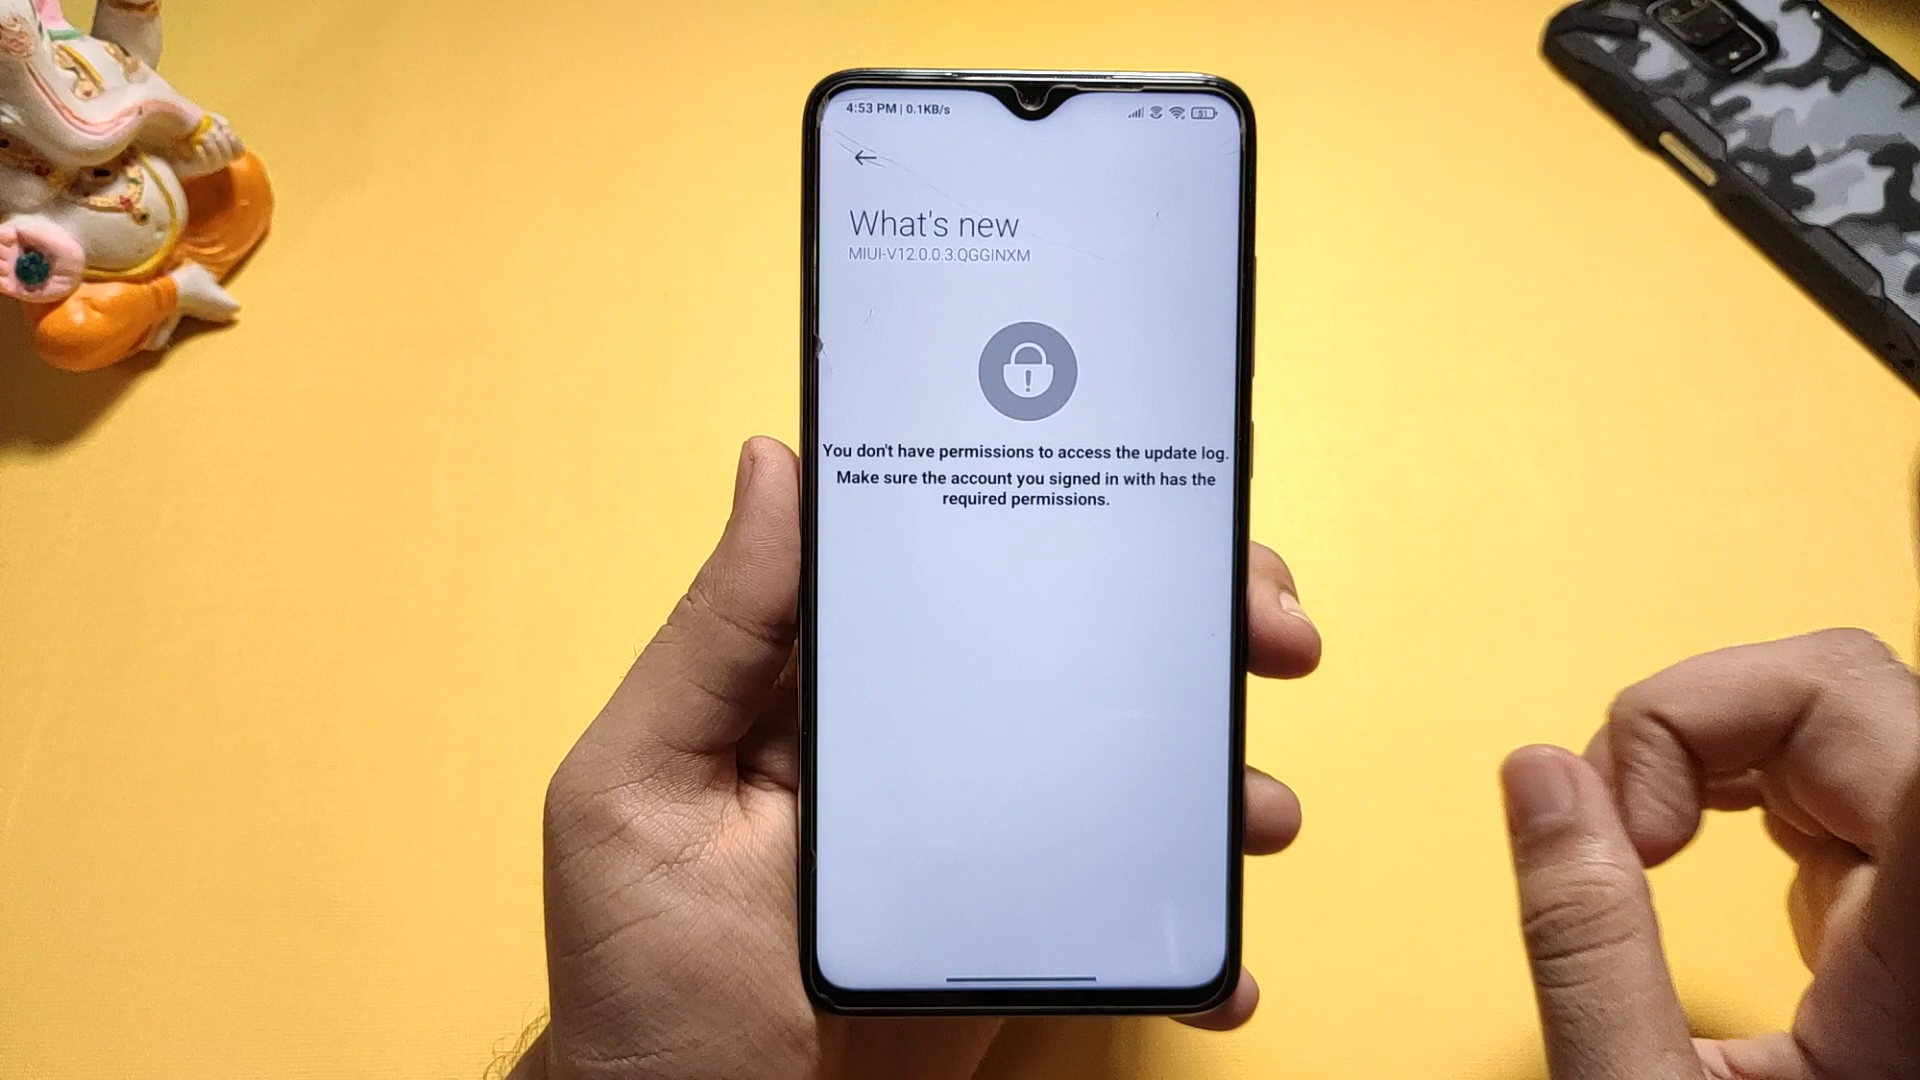 4:53 PM | 0.1KB/s
51
What's new
MIUI-V12.0.0.3.QGGINXM
You don't have permissions to access the update log.
Make sure the account you signed in with has the
required permissions.